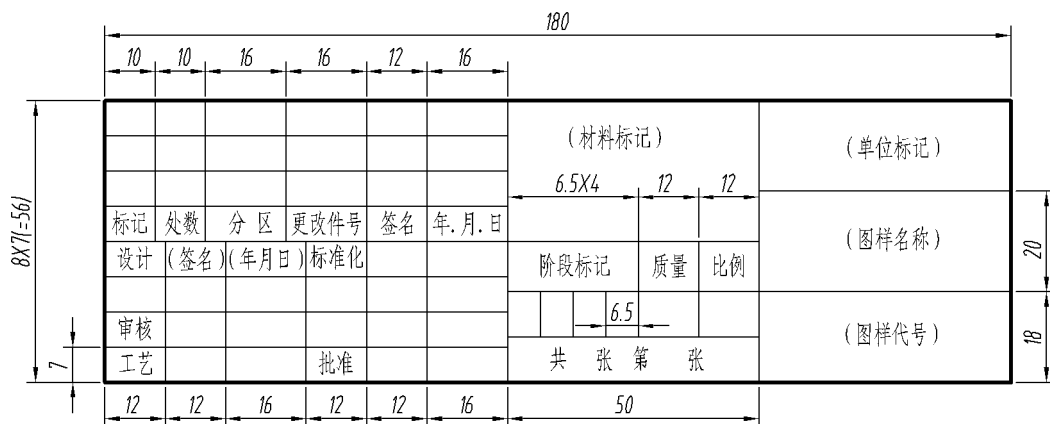 180
10 10 16 16 12 16
(材料标记)
(单位标记)
6.5X4 12 12
8X7(=56)
标记 处数 分区 更改件号 签名 年.月.日
(图样名称)
20
设计 (签名) (年月日) 标准化
阶段标记 质量 比例
6.5
审核
(图样代号)
18
7
工艺 批准
共 张 第 张
12 12 16 12 12 16 50